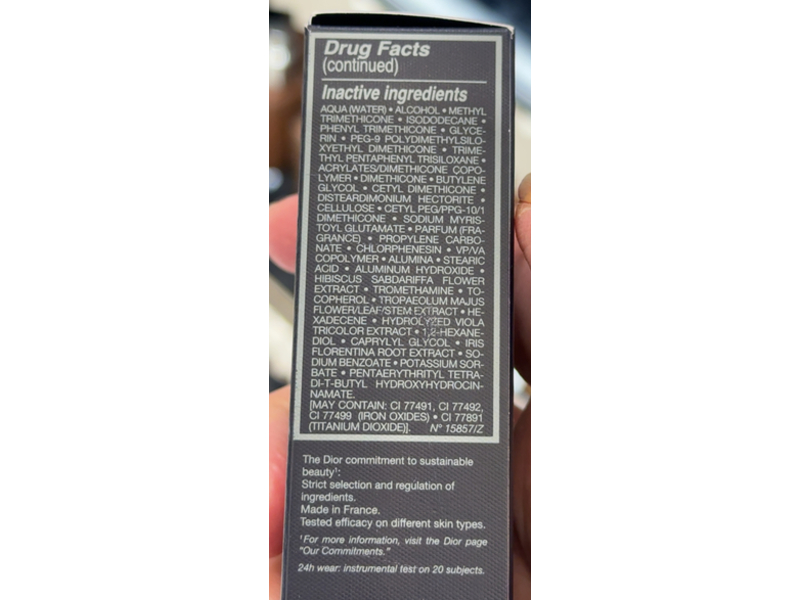 Drug Facts
(continued)
Inactive ingredients
AQUA (WATER) • ALCOHOL • METHYL
TRIMETHICONE • ISODODECANE •
PHENYL TRIMETHICONE • GLYCE-
RIN • PEG-9 POLYDIMETHYLSILO-
XYETHYL DIMETHICONE • TRIME-
THYL PENTAPHENYL TRISILOXANE •
ACRYLATES/DIMETHICONE COPO-
LYMER • DIMETHICONE • BUTYLENE
GLYCOL • CETYL DIMETHICONE •
DISTEARDIMONIUM HECTORITE •
CELLULOSE • CETYL PEG/PPG-10/1
DIMETHICONE • SODIUM MYRIS-
TOYL GLUTAMATE • PARFUM (FRA-
GRANCE) • PROPYLENE CARBO-
NATE • CHLORPHENESIN • VP/VA
COPOLYMER • ALUMINA • STEARIC
ACID • ALUMINUM HYDROXIDE •
HIBISCUS SABDARIFFA FLOWER
EXTRACT • TROMETHAMINE • TO-
COPHEROL • TROPAEOLUM MAJUS
FLOWER/LEAF/STEM EXTRACT • HE-
XADECENE • HYDROLYZED VIOLA
TRICOLOR EXTRACT • 1,2-HEXANE-
DIOL • CAPRYLYL GLYCOL • IRIS
FLORENTINA ROOT EXTRACT • SO-
DIUM BENZOATE • POTASSIUM SOR-
BATE • PENTAERYTHRITYL TETRA-
DI-T-BUTYL HYDROXYHYDROCIN-
NAMATE.
[MAY CONTAIN: CI 77491, CI 77492,
CI 77499 (IRON OXIDES) • CI 77891
(TITANIUM DIOXIDE)]. N° 15857/Z
The Dior commitment to sustainable
beauty¹:
Strict selection and regulation of
ingredients.
Made in France.
Tested efficacy on different skin types.
¹For more information, visit the Dior page
"Our Commitments."
24h wear: instrumental test on 20 subjects.